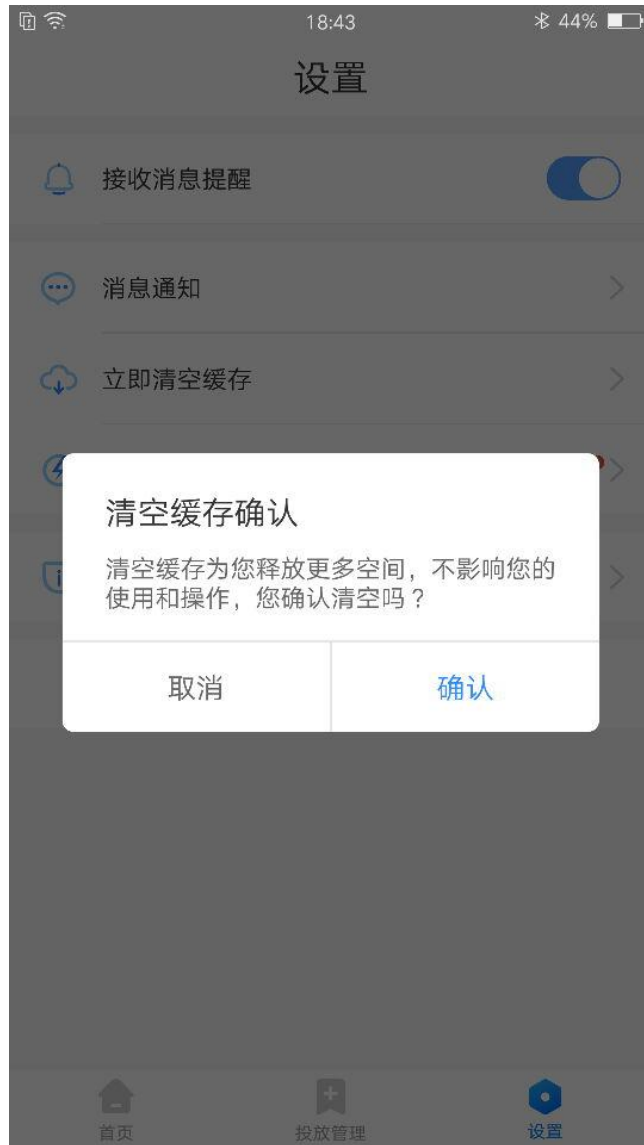 18:43
44%
设置
接收消息提醒
消息通知
立即清空缓存
清空缓存确认
清空缓存为您释放更多空间，不影响您的
使用和操作，您确认清空吗？
取消
确认
首页
投放管理
设置